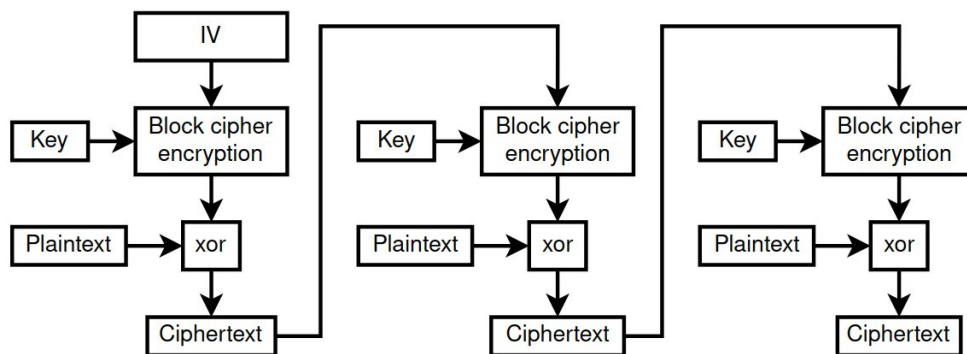 IV
Key
Block cipher
encryption
Key
Block cipher
encryption
Key
Block cipher
encryption
Plaintext
xor
Plaintext
xor
Plaintext
xor
Ciphertext
Ciphertext
Ciphertext